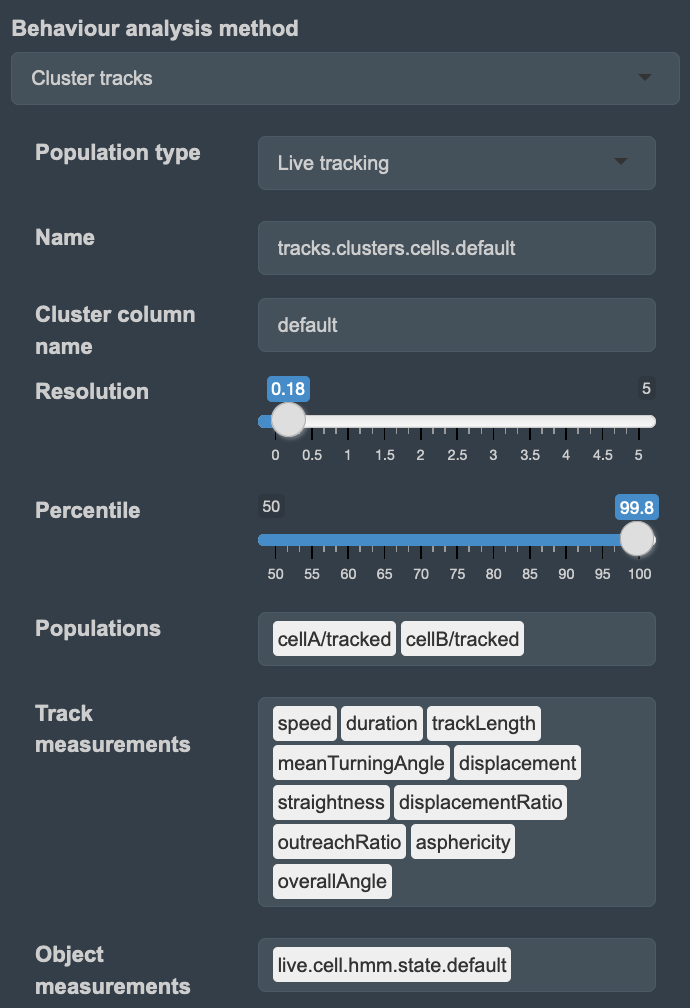 Behaviour analysis method
Cluster tracks
Population type
Live tracking
Name
tracks.clusters.cells.default
Cluster column
name
default
Resolution
0.18 5
0 0.5 1 1.5 2 2.5 3 3.5 4 4.5 5
Percentile
50 99.8
50 55 60 65 70 75 80 85 90 95 100
Populations
cellA/tracked cellB/tracked
Track
measurements
speed duration trackLength
meanTurningAngle displacement
straightness displacementRatio
outreachRatio asphericity
overallAngle
Object
measurements
live.cell.hmm.state.default